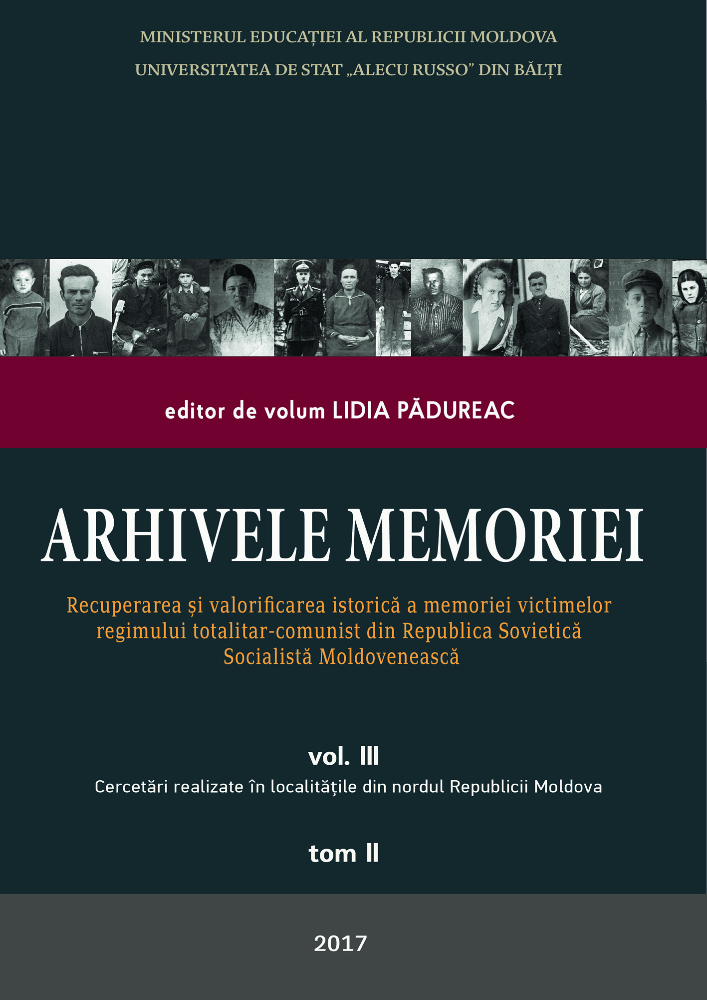 MINISTERUL EDUCAȚIEI AL REPUBLICII MOLDOVA
UNIVERSITATEA DE STAT „ALECU RUSSO” DIN BĂLȚI
editor de volum LIDIA PĂDUREAC
ARHIVELE MEMORIEI
Recuperarea și valorificarea istorică a memoriei victimelor
regimului totalitar-comunist din Republica Sovietică
Socialistă Moldovenească
vol. III
Cercetări realizate în localitățile din nordul Republicii Moldova
tom II
2017